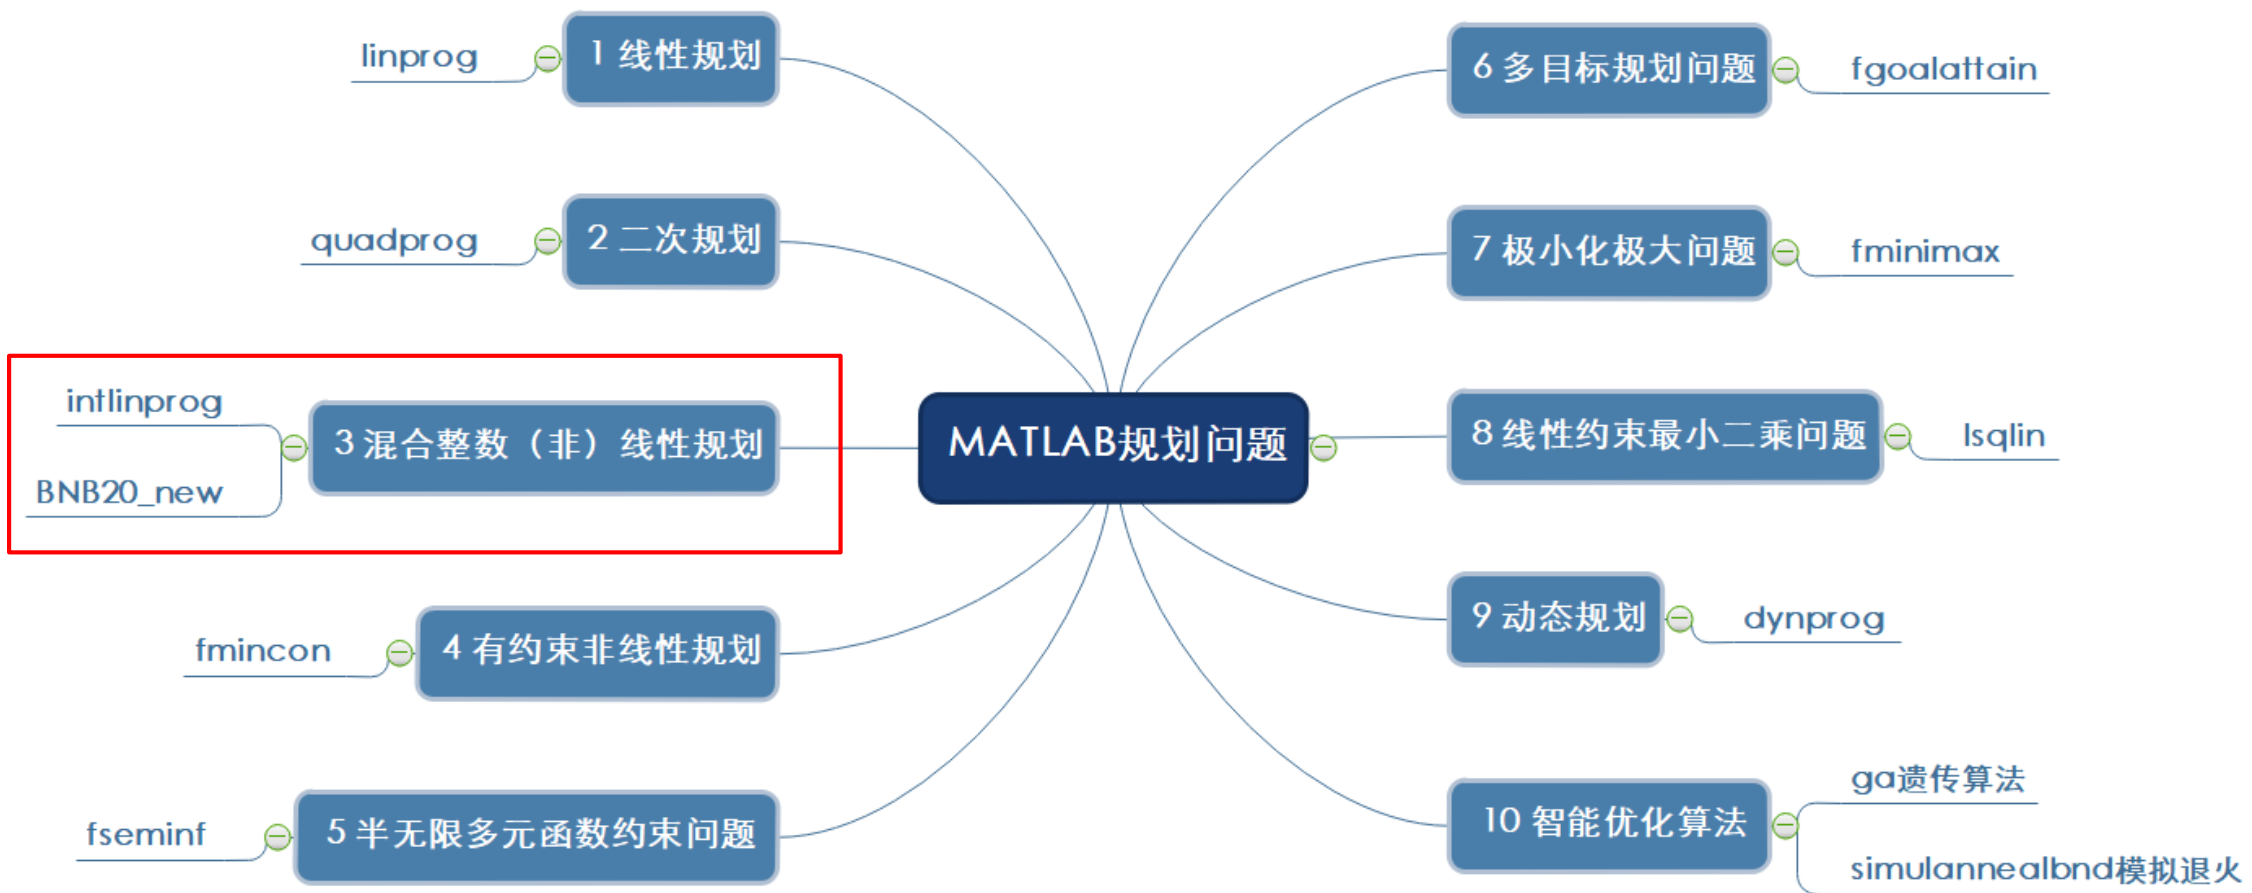 MATLAB规划问题
1 线性规划
linprog
2 二次规划
quadprog
3 混合整数（非）线性规划
intlinprog
BNB20_new
4 有约束非线性规划
fmincon
5 半无限多元函数约束问题
fseminf
6 多目标规划问题
fgoalattain
7 极小化极大问题
fminimax
8 线性约束最小二乘问题
lsqlin
9 动态规划
dynprog
10 智能优化算法
ga遗传算法
simulannealbnd模拟退火